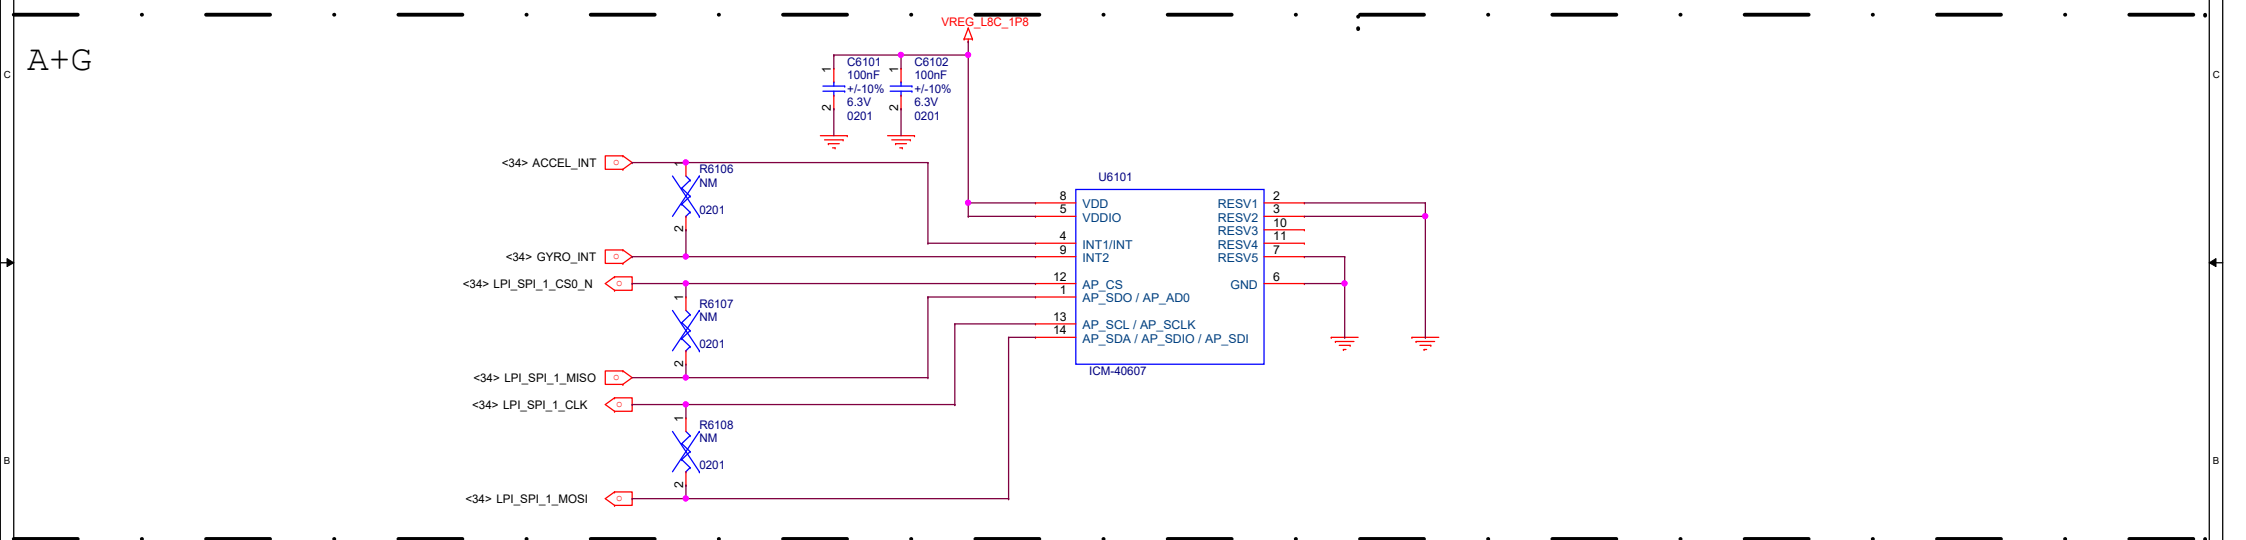 VREG_L8C_1P8
A+G
C
C
1
C6101
100nF
+/-10%
6.3V
0201
2
1
C6102
100nF
+/-10%
6.3V
0201
2
<34> ACCEL_INT
1
R6106
NM
0201
2
<34> GYRO_INT
<34> LPI_SPI_1_CS0_N
1
R6107
NM
0201
2
<34> LPI_SPI_1_MISO
<34> LPI_SPI_1_CLK
1
R6108
NM
0201
2
<34> LPI_SPI_1_MOSI
U6101
8 VDD
5 VDDIO
4 INT1/INT
9 INT2
12 AP_CS
1 AP_SDO / AP_AD0
13 AP_SCL / AP_SCLK
14 AP_SDA / AP_SDIO / AP_SDI
RESV1 2
RESV2 3
RESV3 10
RESV4 11
RESV5 7
GND 6
ICM-40607
B
B